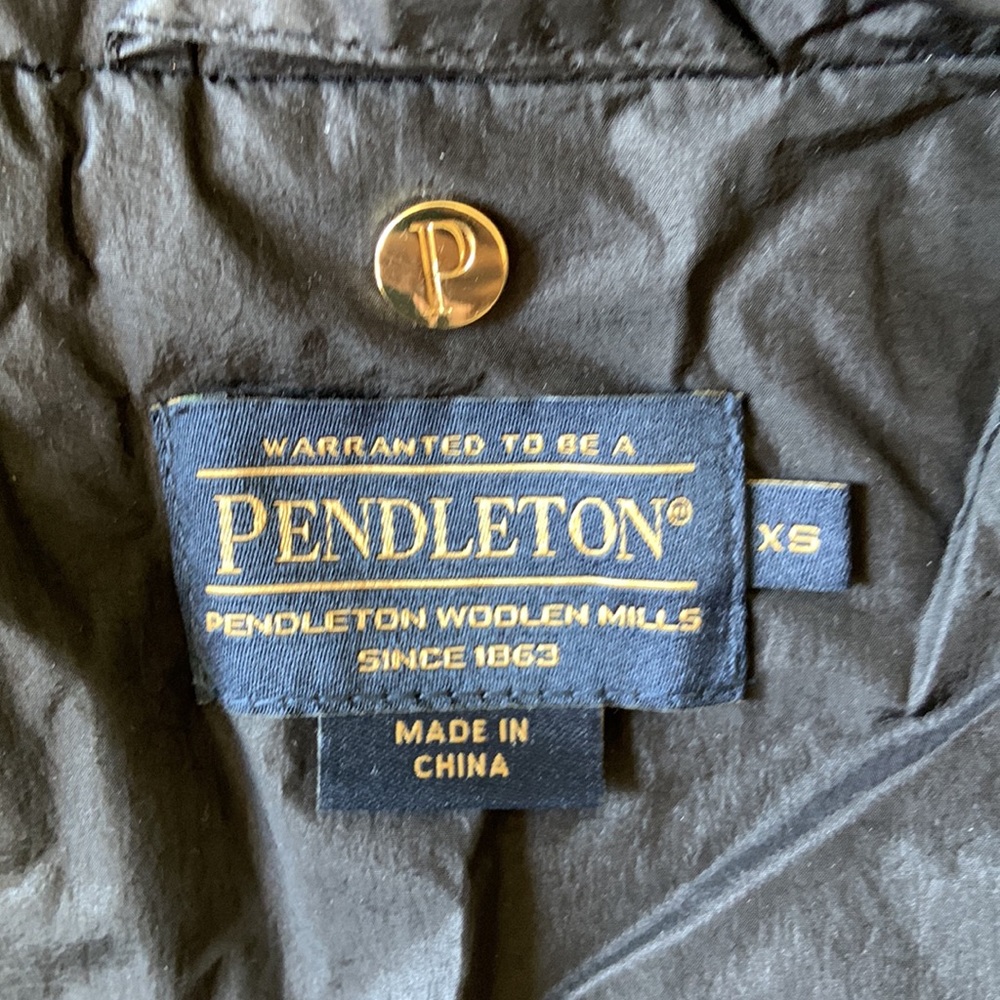 P
WARRANTED TO BE A
PENDLETON®
XS
PENDLETON WOOLEN MILLS
SINCE 1863
MADE IN
CHINA